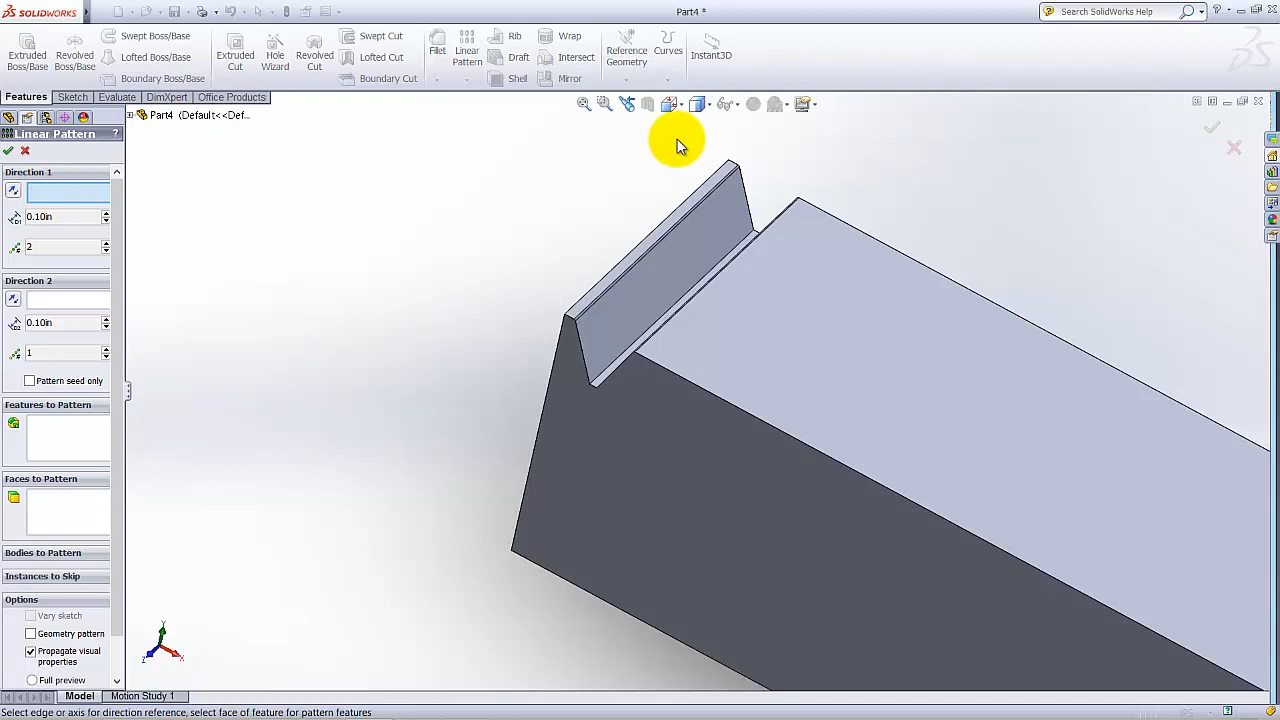 SOLIDWORKS
Part4 *
Search SolidWorks Help
Extruded
Boss/Base
Revolved
Boss/Base
Swept Boss/Base
Lofted Boss/Base
Boundary Boss/Base
Extruded
Cut
Hole
Wizard
Revolved
Cut
Swept Cut
Lofted Cut
Boundary Cut
Fillet
Linear
Pattern
Rib
Draft
Shell
Wrap
Intersect
Mirror
Reference
Geometry
Curves
Instant3D
Features
Sketch
Evaluate
DimXpert
Office Products
Part4 (Default<<Def...
Linear Pattern
?
Direction 1
0.10in
2
Direction 2
0.10in
1
Pattern seed only
Features to Pattern
Faces to Pattern
Bodies to Pattern
Instances to Skip
Options
Vary sketch
Geometry pattern
Propagate visual
properties
Full preview
Y
Z
X
Model
Motion Study 1
Select edge or axis for direction reference, select face of feature for pattern features
IPS